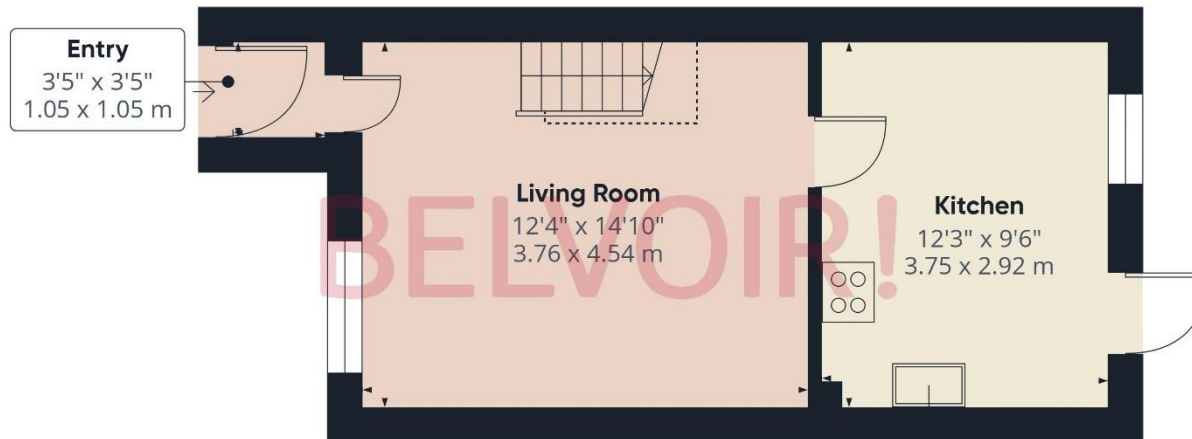 Entry
3'5" x 3'5"
1.05 x 1.05 m
Living Room
12'4" x 14'10"
3.76 x 4.54 m
Kitchen
12'3" x 9'6"
3.75 x 2.92 m
BELVOIR!